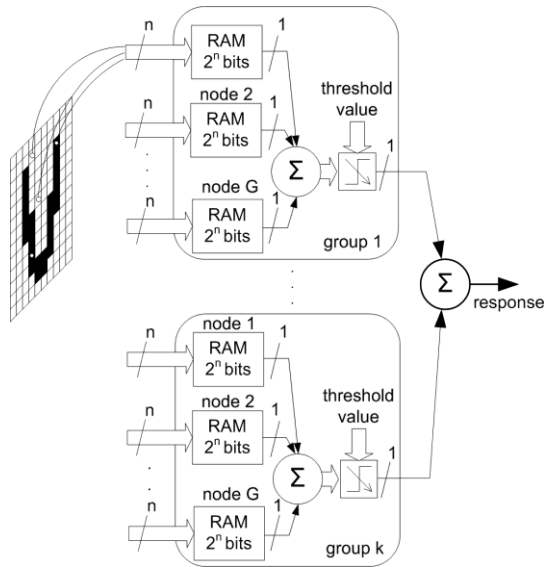 n
RAM
2ⁿ bits
1
node 2
n
RAM
2ⁿ bits
1
threshold
value
Σ
1
node G
n
RAM
2ⁿ bits
1
group 1
Σ
response
node 1
n
RAM
2ⁿ bits
1
node 2
n
RAM
2ⁿ bits
1
threshold
value
Σ
1
node G
n
RAM
2ⁿ bits
1
group k